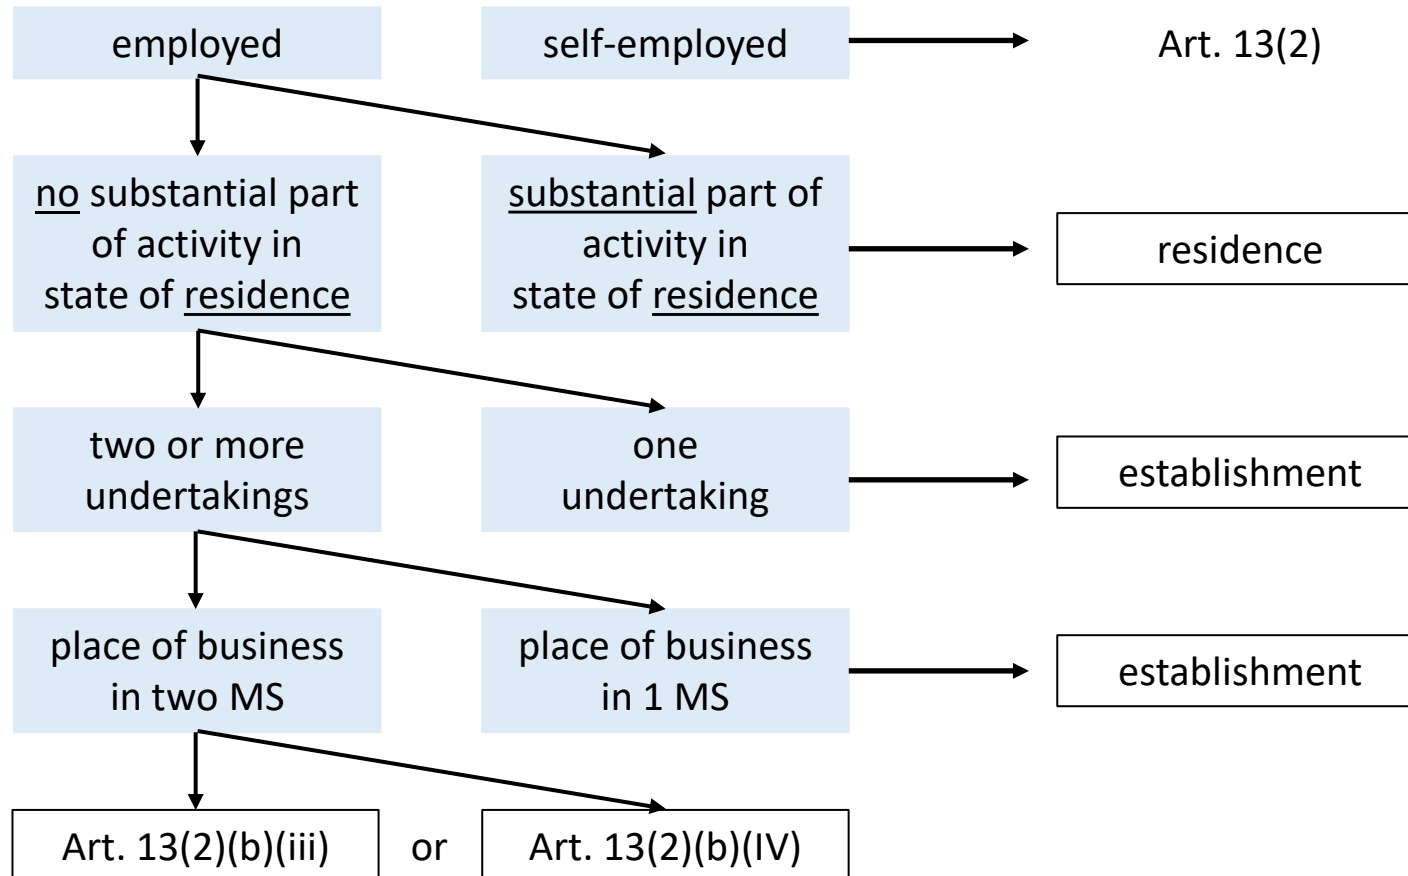 employed
self-employed
Art. 13(2)
no substantial part
of activity in
state of residence
substantial part of
activity in
state of residence
residence
two or more
undertakings
one
undertaking
establishment
place of business
in two MS
place of business
in 1 MS
establishment
Art. 13(2)(b)(iii)
or
Art. 13(2)(b)(IV)